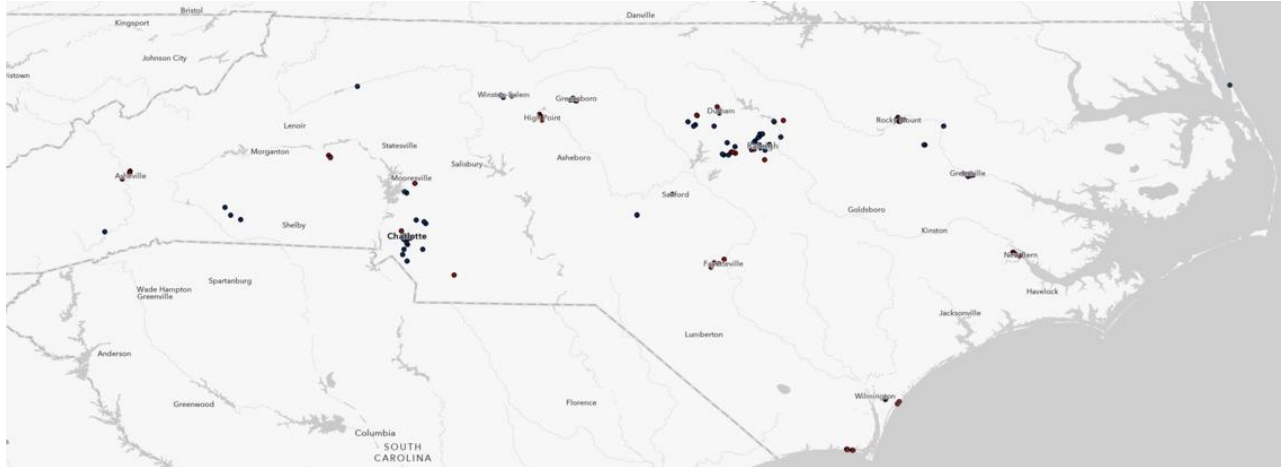 Bristol
Danville
Kingsport
Johnson City
Winston-Salem
Greensboro
Durham
High Point
Rocky Mount
Lenoir
Raleigh
Morganton
Statesville
Asheboro
Salisbury
Asheville
Mooresville
Greenville
Sanford
Goldsboro
Shelby
Kinston
Charlotte
New Bern
Fayetteville
Spartanburg
Wade Hampton
Greenville
Havelock
Jacksonville
Lumberton
Anderson
Wilmington
Greenwood
Florence
Columbia
SOUTH
CAROLINA